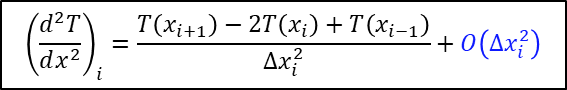 (d²T/dx²)ᵢ = (T(xᵢ₊₁) − 2T(xᵢ) + T(xᵢ₋₁))/Δxᵢ² + O(Δxᵢ²)